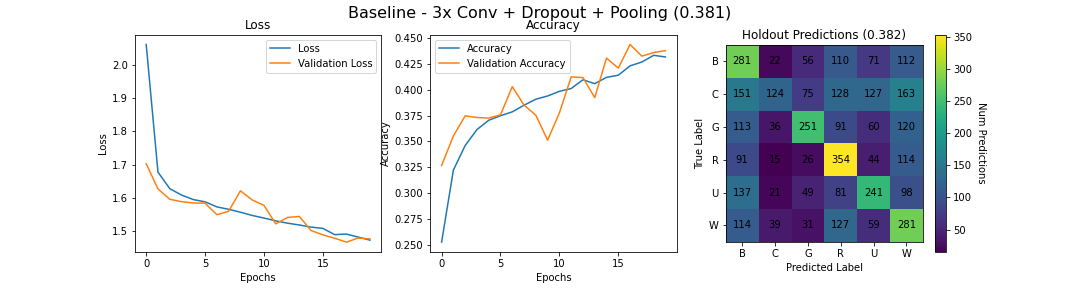 Baseline - 3x Conv + Dropout + Pooling (0.381)
Loss
Loss
Validation Loss
2.0
1.9
1.8
1.7
1.6
1.5
0
5
10
15
Loss
Epochs
Accuracy
Accuracy
Validation Accuracy
0.450
0.425
0.400
0.375
0.350
0.325
0.300
0.275
0.250
0
5
10
15
Accuracy
Epochs
Holdout Predictions (0.382)
B 281 22 56 110 71 112
C 151 124 75 128 127 163
G 113 36 251 91 60 120
R 91 15 26 354 44 114
U 137 21 49 81 241 98
W 114 39 31 127 59 281
B C G R U W
True Label
Predicted Label
350
300
250
200
150
100
50
Num Predictions